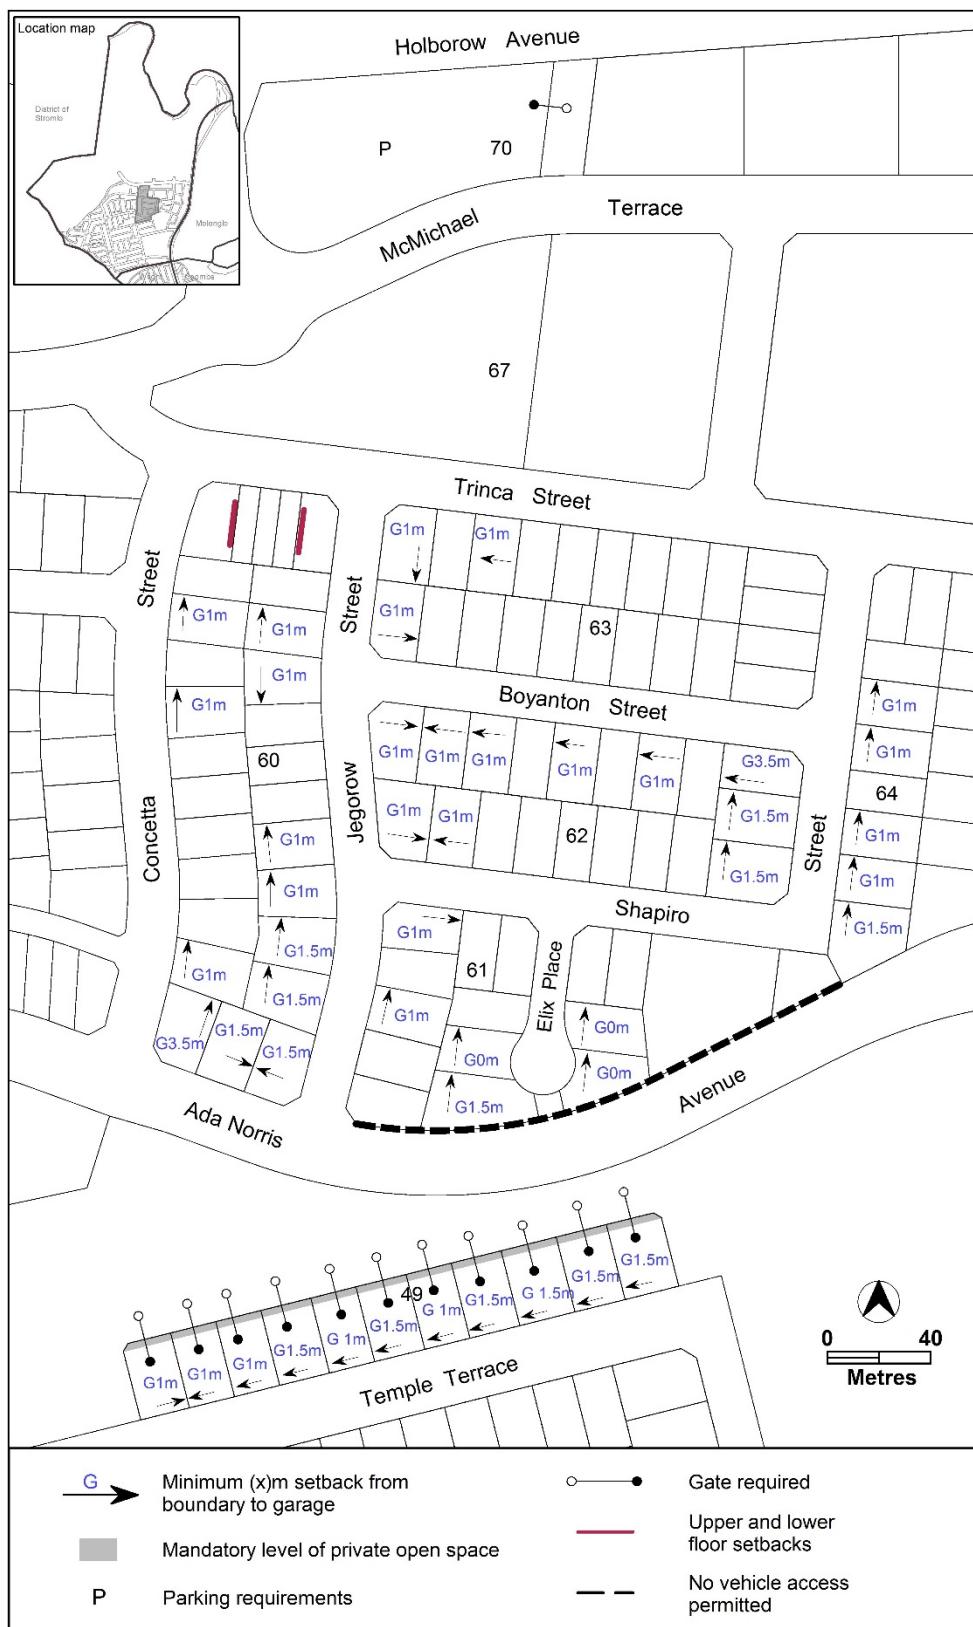 Location map
District of
Stromlo
Molonglo
Holborow Avenue
P
70
McMichael
Terrace
67
Trinca Street
Street
Street
G1m
G1m
G1m
G1m
G1m
63
G1m
G1m
Boyanton Street
G1m
G1m
60
G1m
G1m
G1m
G1m
G1m
G3.5m
G1m
64
Concetta
Jegorow
G1m
G1m
62
G1.5m
Street
G1m
G1m
G1m
G1.5m
G1m
Shapiro
G1.5m
G1m
G1.5m
61
Elix Place
G1m
G1.5m
G1m
G0m
G3.5m
G1.5m
G1.5m
G0m
G0m
G1.5m
Avenue
Ada Norris
G1m
G1m
G1m
G1.5m
G 1m
G1.5m
49
G 1m
G1.5m
G 1.5m
G1.5m
G1.5m
Temple Terrace
0 40
Metres
G
Minimum (x)m setback from
boundary to garage
Gate required
Mandatory level of private open space
Upper and lower
floor setbacks
P
Parking requirements
No vehicle access
permitted